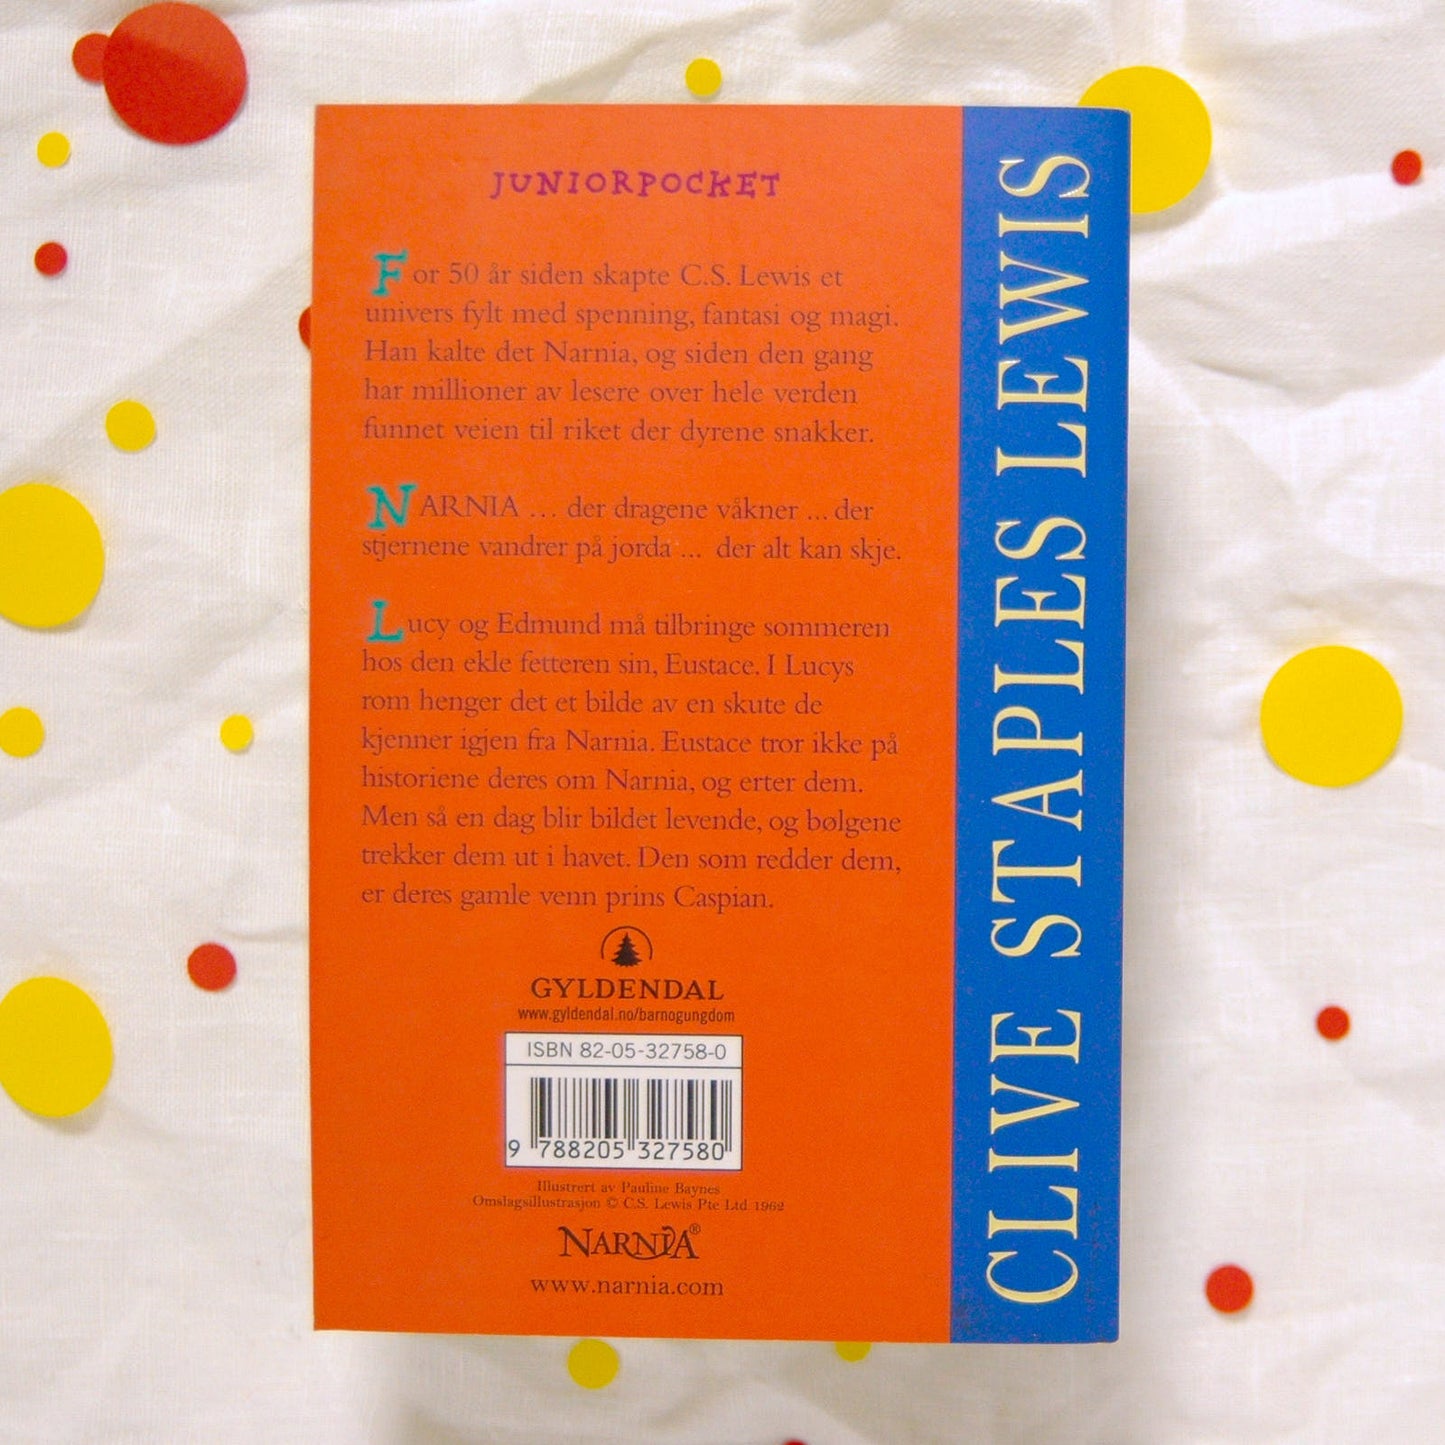 JUNIORPOCKET
For 50 år siden skapte C.S. Lewis et
univers fylt med spenning, fantasi og magi.
Han kalte det Narnia, og siden den gang
har millioner av lesere over hele verden
funnet veien til riket der dyrene snakker.
NARNIA ... der dragene våkner ... der
stjernene vandrer på jorda ... der alt kan skje.
Lucy og Edmund må tilbringe sommeren
hos den ekle fetteren sin, Eustace. I Lucys
rom henger det et bilde av en skute de
kjenner igjen fra Narnia. Eustace tror ikke på
historiene deres om Narnia, og erter dem.
Men så en dag blir bildet levende, og bølgene
trekker dem ut i havet. Den som redder dem,
er deres gamle venn prins Caspian.
GYLDENDAL
www.gyldendal.no/barnogungdom
ISBN 82-05-32758-0
9 788205 327580
Illustrert av Pauline Baynes
Omslagsillustrasjon © C.S. Lewis Pte Ltd 1962
NARNIA®
www.narnia.com
CLIVE STAPLES LEWIS